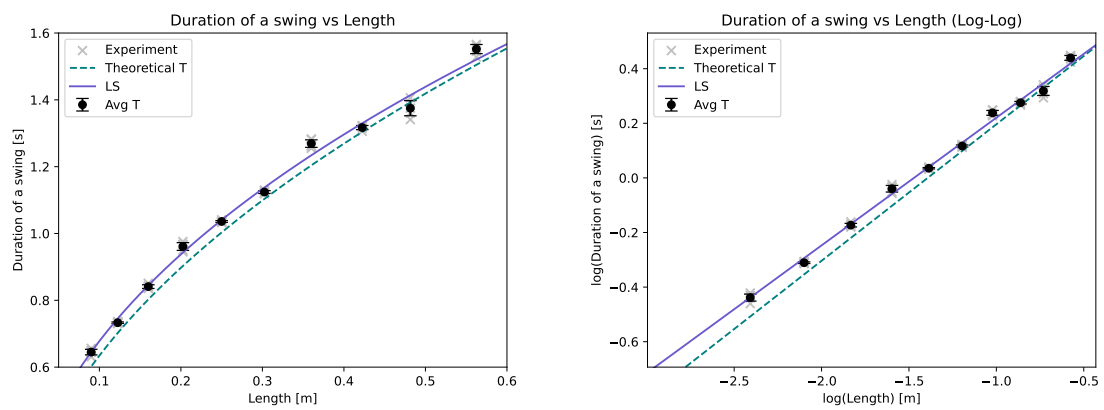 Duration of a swing vs Length
Duration of a swing [s]
1.6
1.4
1.2
1.0
0.8
0.6
Experiment
Theoretical T
LS
Avg T
0.1 0.2 0.3 0.4 0.5 0.6
Length [m]
Duration of a swing vs Length (Log-Log)
log(Duration of a swing) [s]
0.4
0.2
0.0
−0.2
−0.4
−0.6
Experiment
Theoretical T
LS
Avg T
−2.5 −2.0 −1.5 −1.0 −0.5
log(Length) [m]